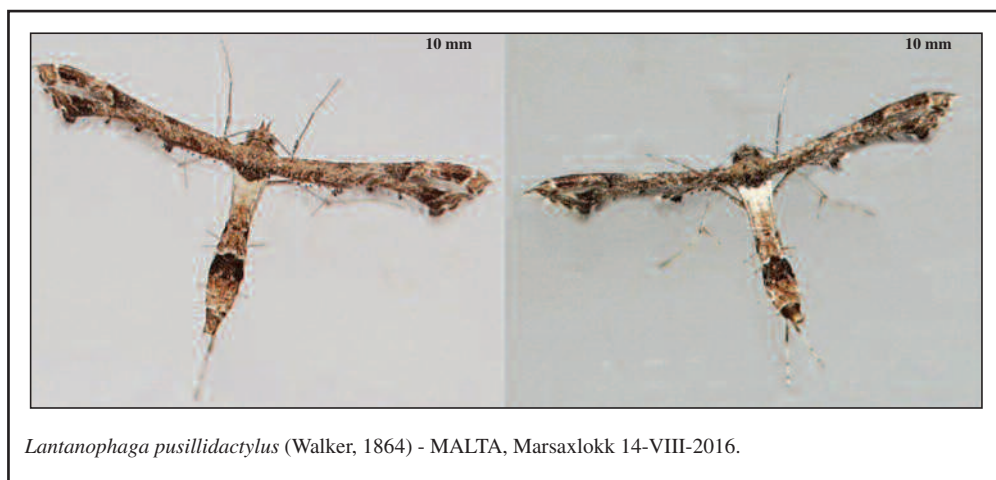 10 mm 10 mm
Lantanophaga pusillidactylus (Walker, 1864) - MALTA, Marsaxlokk 14-VIII-2016.